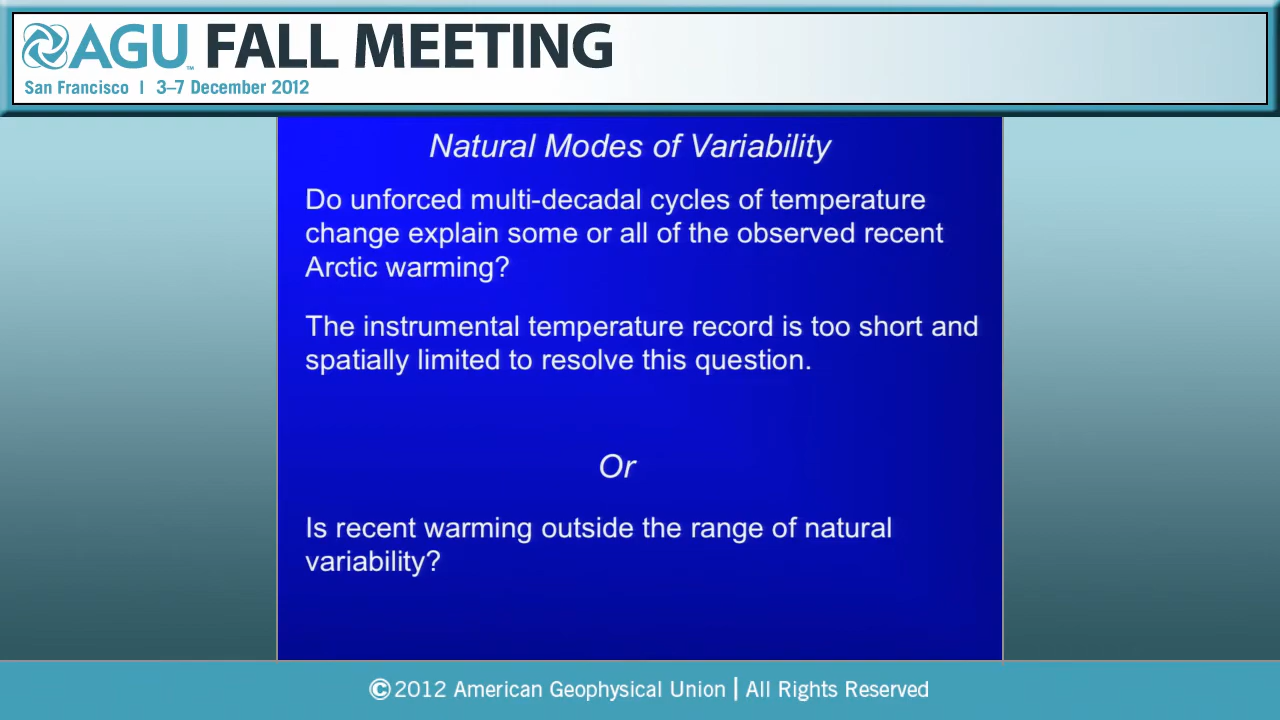 AGU™ FALL MEETING
San Francisco | 3–7 December 2012
Natural Modes of Variability
Do unforced multi-decadal cycles of temperature
change explain some or all of the observed recent
Arctic warming?
The instrumental temperature record is too short and
spatially limited to resolve this question.
Or
Is recent warming outside the range of natural
variability?
©2012 American Geophysical Union | All Rights Reserved